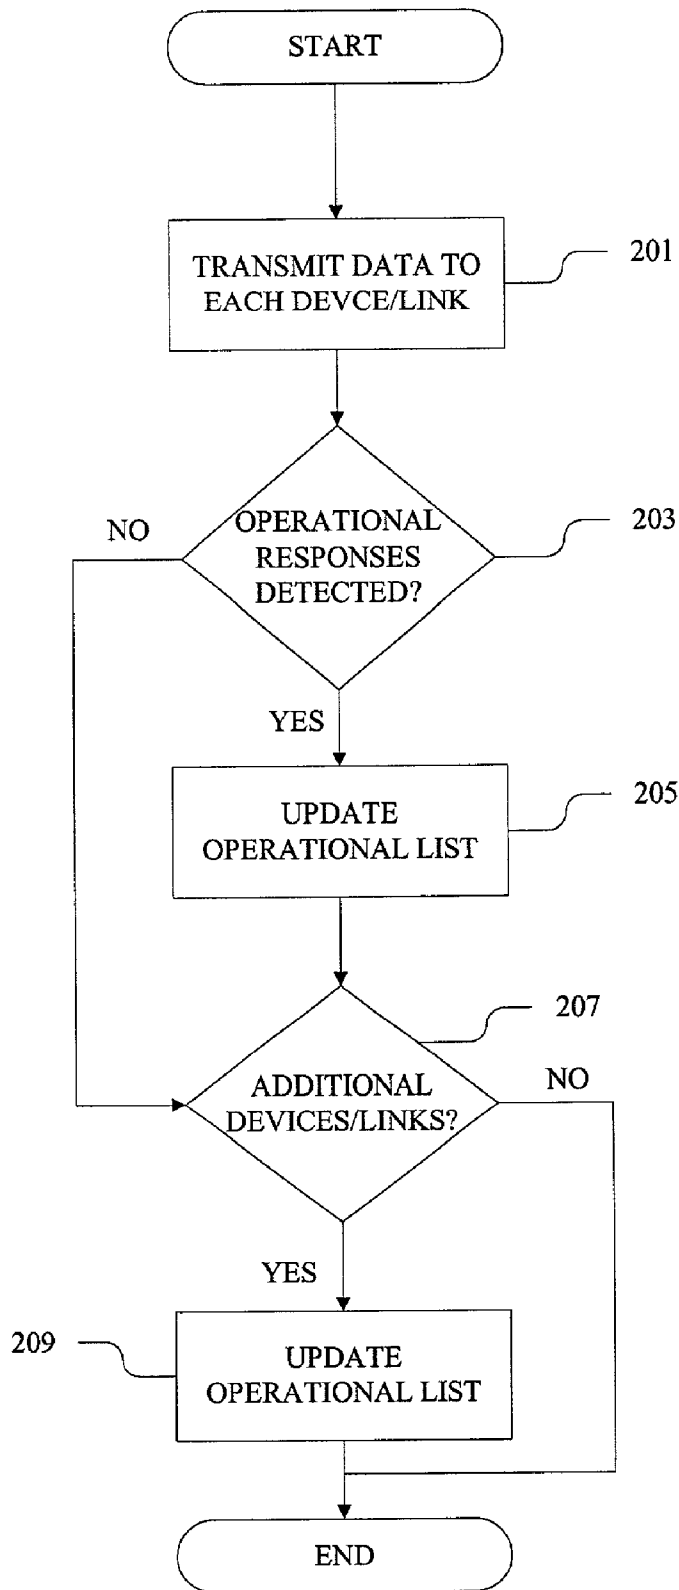 START
TRANSMIT DATA TO
EACH DEVCE/LINK
201
OPERATIONAL
RESPONSES
DETECTED?
203
NO
YES
UPDATE
OPERATIONAL LIST
205
207
ADDITIONAL
DEVICES/LINKS?
NO
YES
209
UPDATE
OPERATIONAL LIST
END